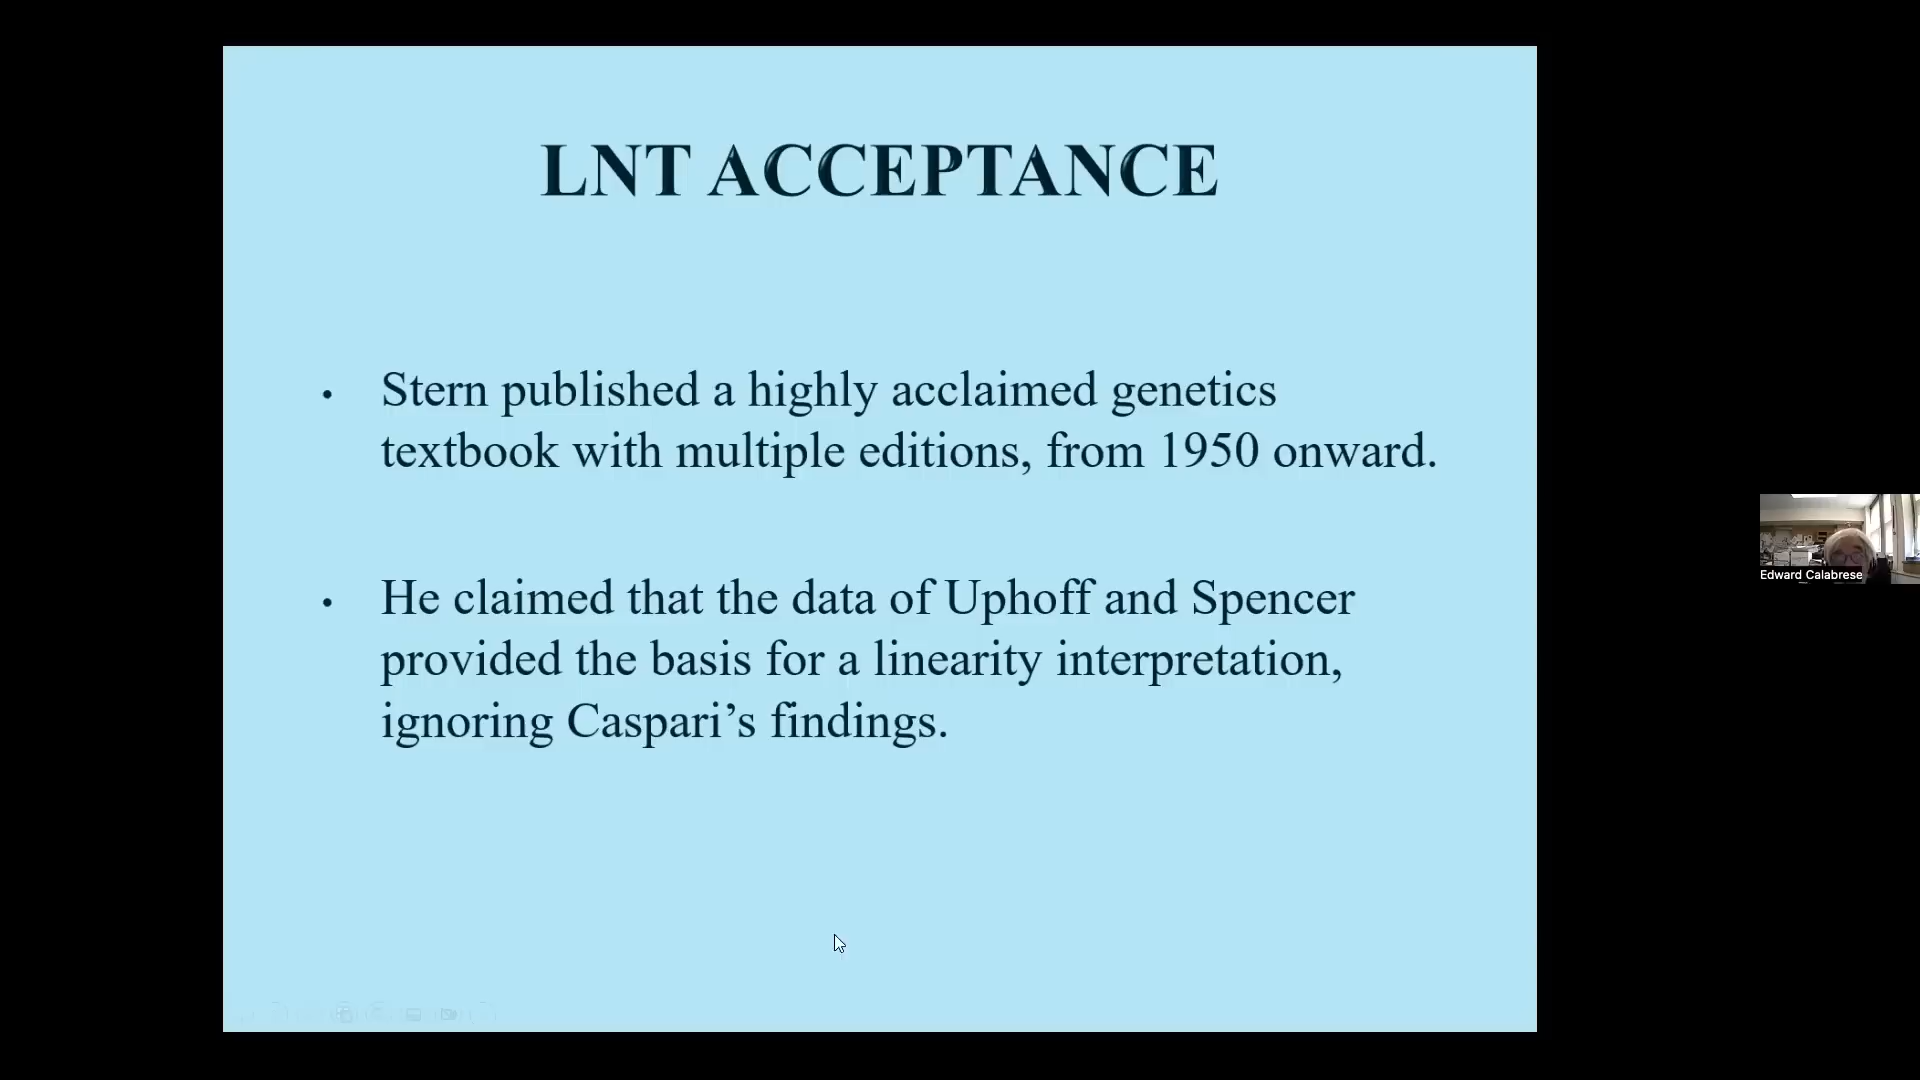 LNT ACCEPTANCE
• Stern published a highly acclaimed genetics
textbook with multiple editions, from 1950 onward.
• He claimed that the data of Uphoff and Spencer
provided the basis for a linearity interpretation,
ignoring Caspari’s findings.
Edward Calabrese